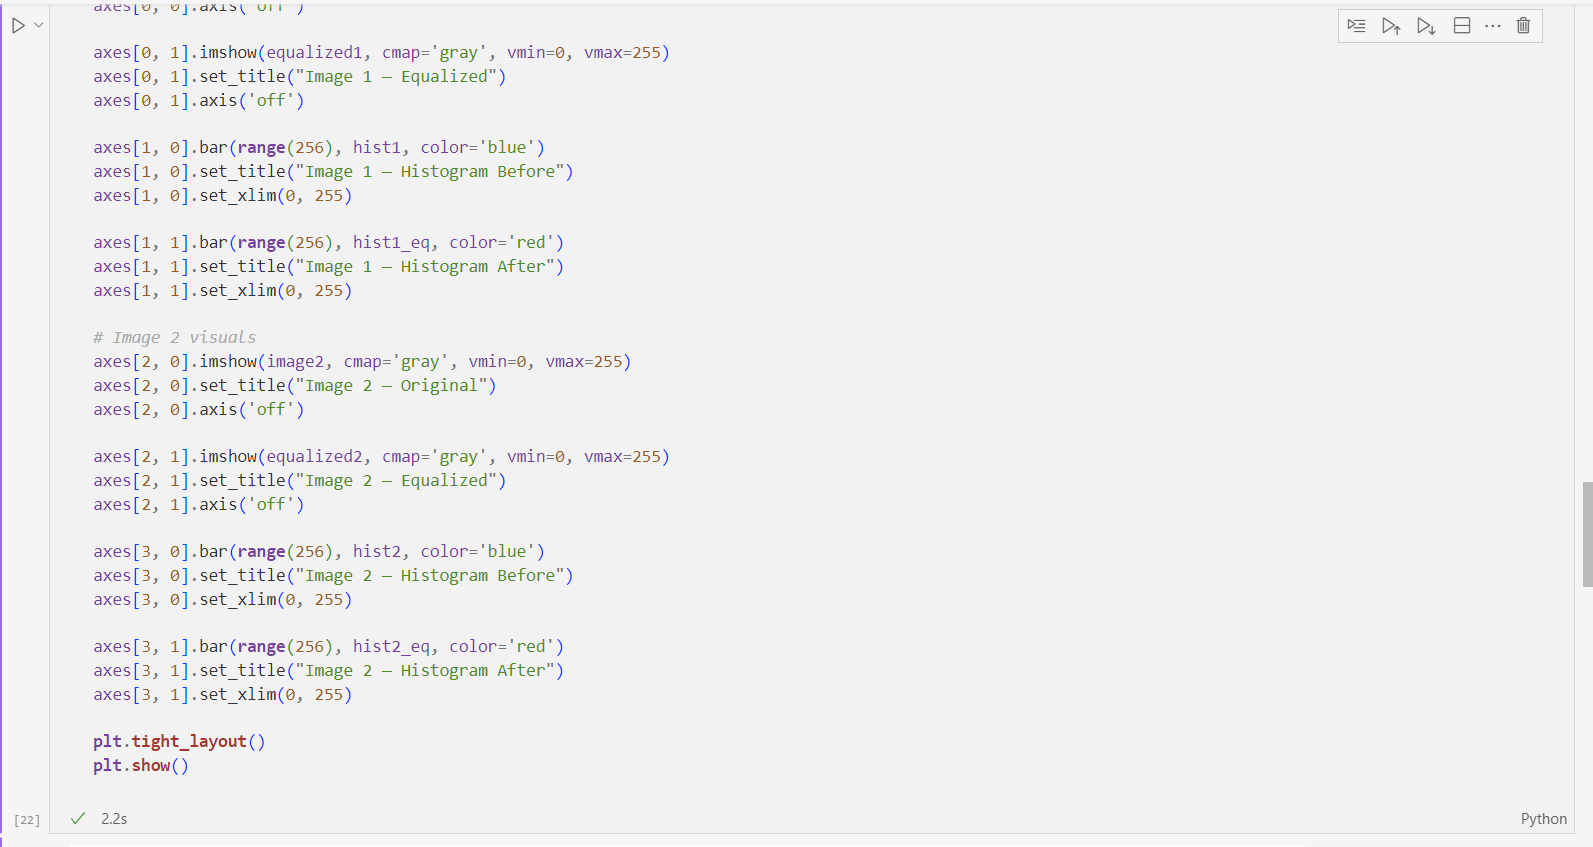 axes[0, 0].axis('off')
axes[0, 1].imshow(equalized1, cmap='gray', vmin=0, vmax=255)
axes[0, 1].set_title("Image 1 – Equalized")
axes[0, 1].axis('off')
axes[1, 0].bar(range(256), hist1, color='blue')
axes[1, 0].set_title("Image 1 – Histogram Before")
axes[1, 0].set_xlim(0, 255)
axes[1, 1].bar(range(256), hist1_eq, color='red')
axes[1, 1].set_title("Image 1 – Histogram After")
axes[1, 1].set_xlim(0, 255)
# Image 2 visuals
axes[2, 0].imshow(image2, cmap='gray', vmin=0, vmax=255)
axes[2, 0].set_title("Image 2 – Original")
axes[2, 0].axis('off')
axes[2, 1].imshow(equalized2, cmap='gray', vmin=0, vmax=255)
axes[2, 1].set_title("Image 2 – Equalized")
axes[2, 1].axis('off')
axes[3, 0].bar(range(256), hist2, color='blue')
axes[3, 0].set_title("Image 2 – Histogram Before")
axes[3, 0].set_xlim(0, 255)
axes[3, 1].bar(range(256), hist2_eq, color='red')
axes[3, 1].set_title("Image 2 – Histogram After")
axes[3, 1].set_xlim(0, 255)
plt.tight_layout()
plt.show()
[22] 2.2s Python